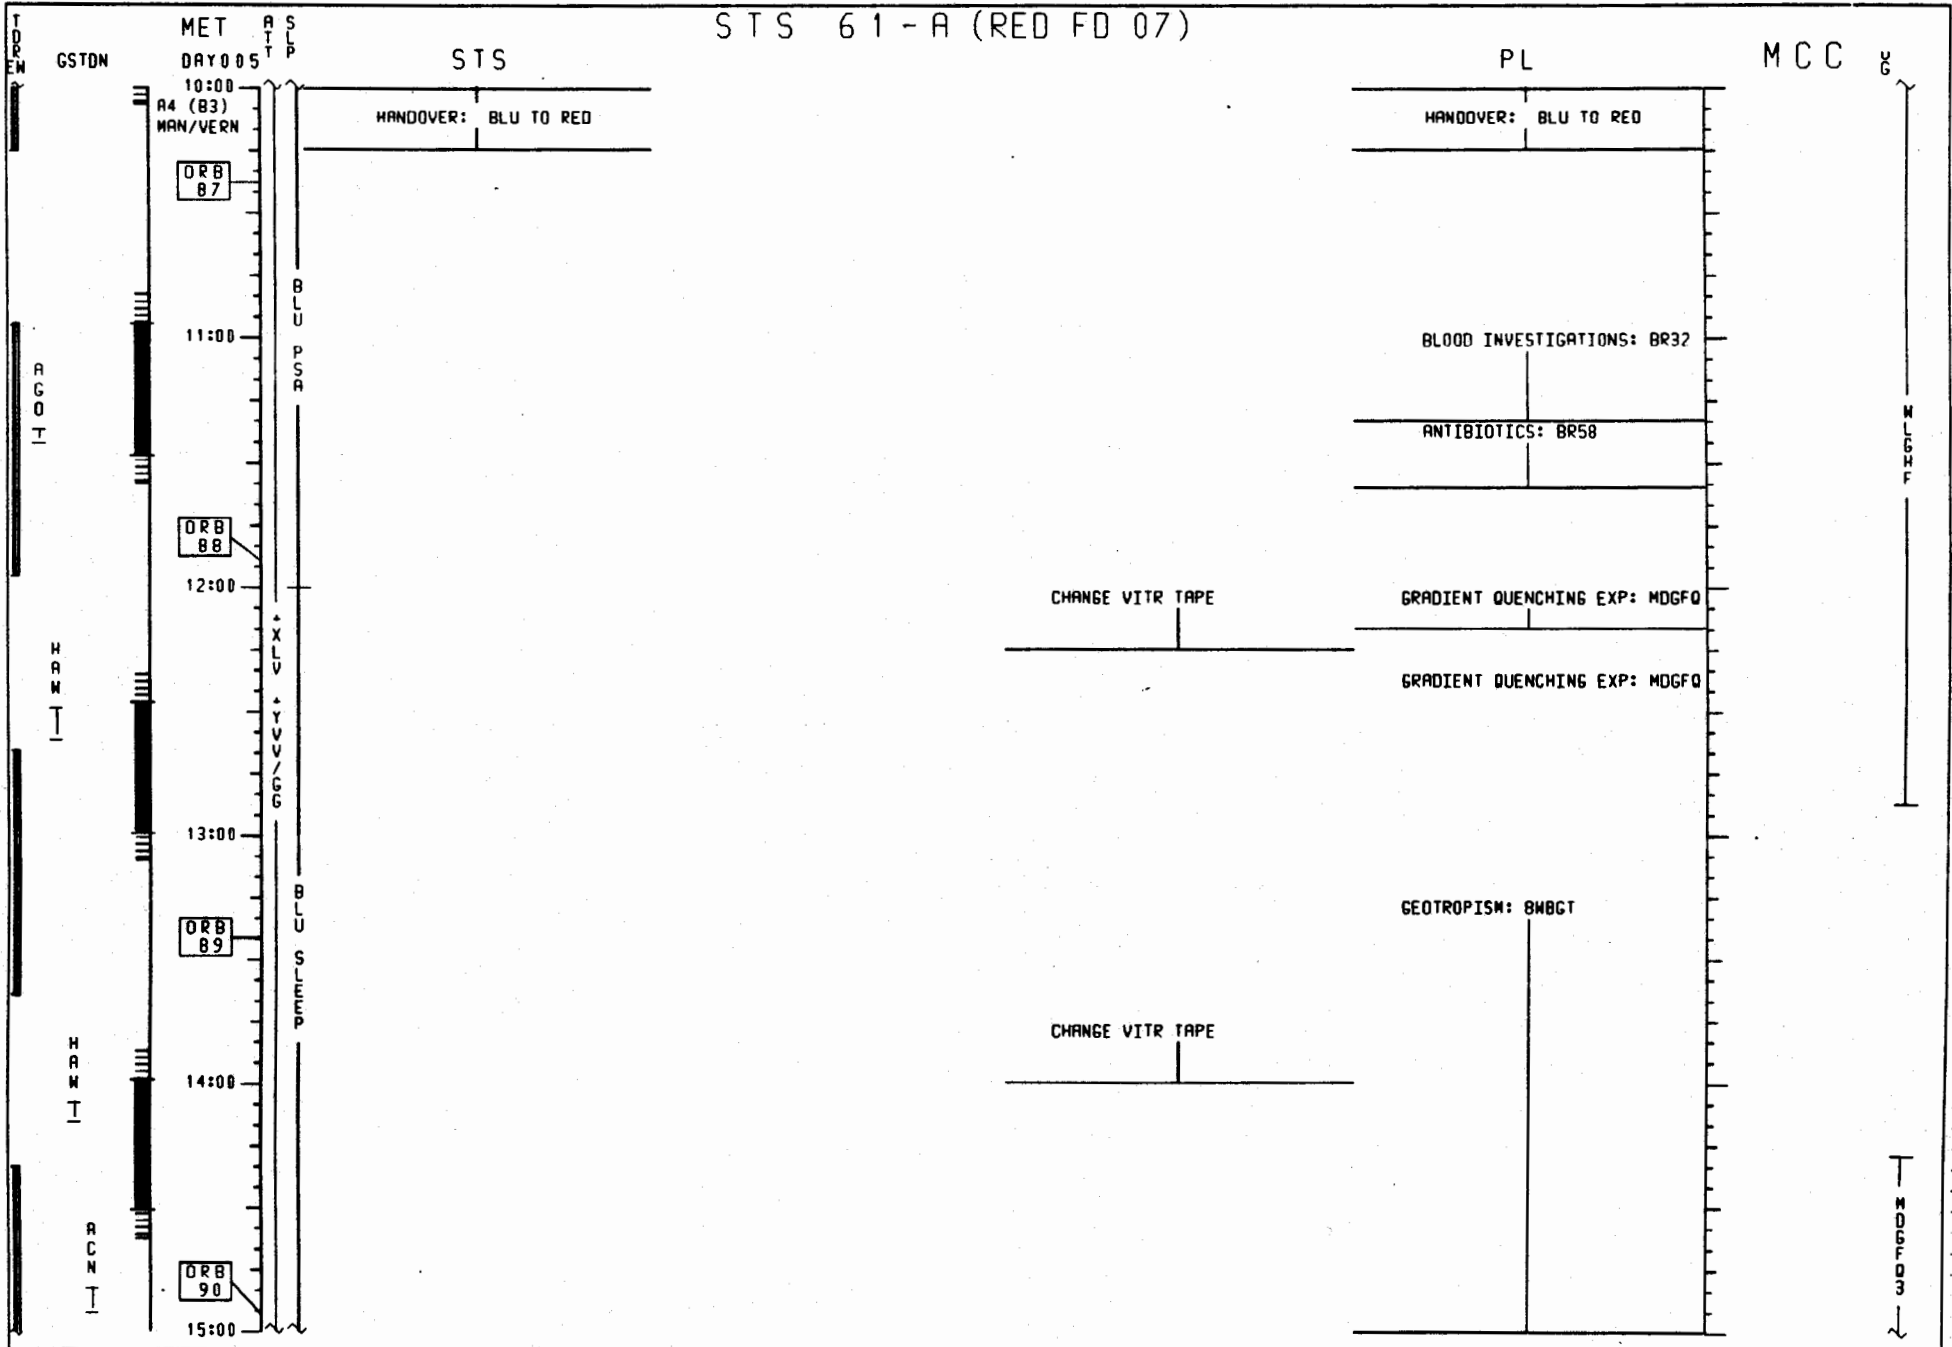 STS 61-A (RED FD 07)
TDR
EW
GSTDN
MET
DAY005
ATT
SLP
STS
PL
MCC
UG
10:00
A4 (B3)
MAN/VERN
HANDOVER: BLU TO RED
HANDOVER: BLU TO RED
ORB
87
BLU PSA
11:00
BLOOD INVESTIGATIONS: BR32
AGO T
ANTIBIOTICS: BR58
WLGHF
ORB
88
12:00
CHANGE VITR TAPE
GRADIENT QUENCHING EXP: MDGFQ
+XLV +YVV/GG
HAW T
GRADIENT QUENCHING EXP: MDGFQ
13:00
BLU SLEEP
GEOTROPISM: 8WBGT
ORB
89
CHANGE VITR TAPE
HAW T
14:00
MDGFQ3
ACN T
ORB
90
15:00